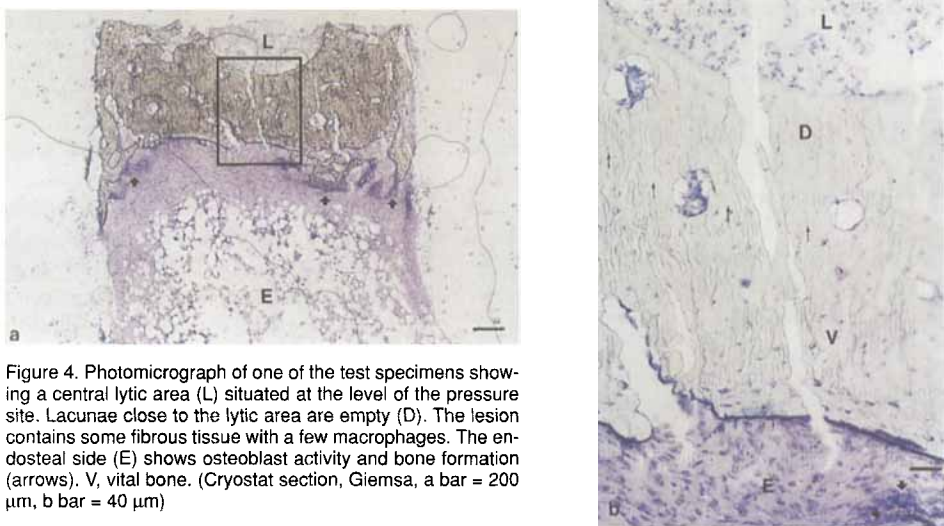 L
E
a
Figure 4. Photomicrograph of one of the test specimens show-
ing a central lytic area (L) situated at the level of the pressure
site. Lacunae close to the lytic area are empty (D). The lesion
contains some fibrous tissue with a few macrophages. The en-
dosteal side (E) shows osteoblast activity and bone formation
(arrows). V, vital bone. (Cryostat section, Giemsa, a bar = 200
μm, b bar = 40 μm)
L
D
V
E
b